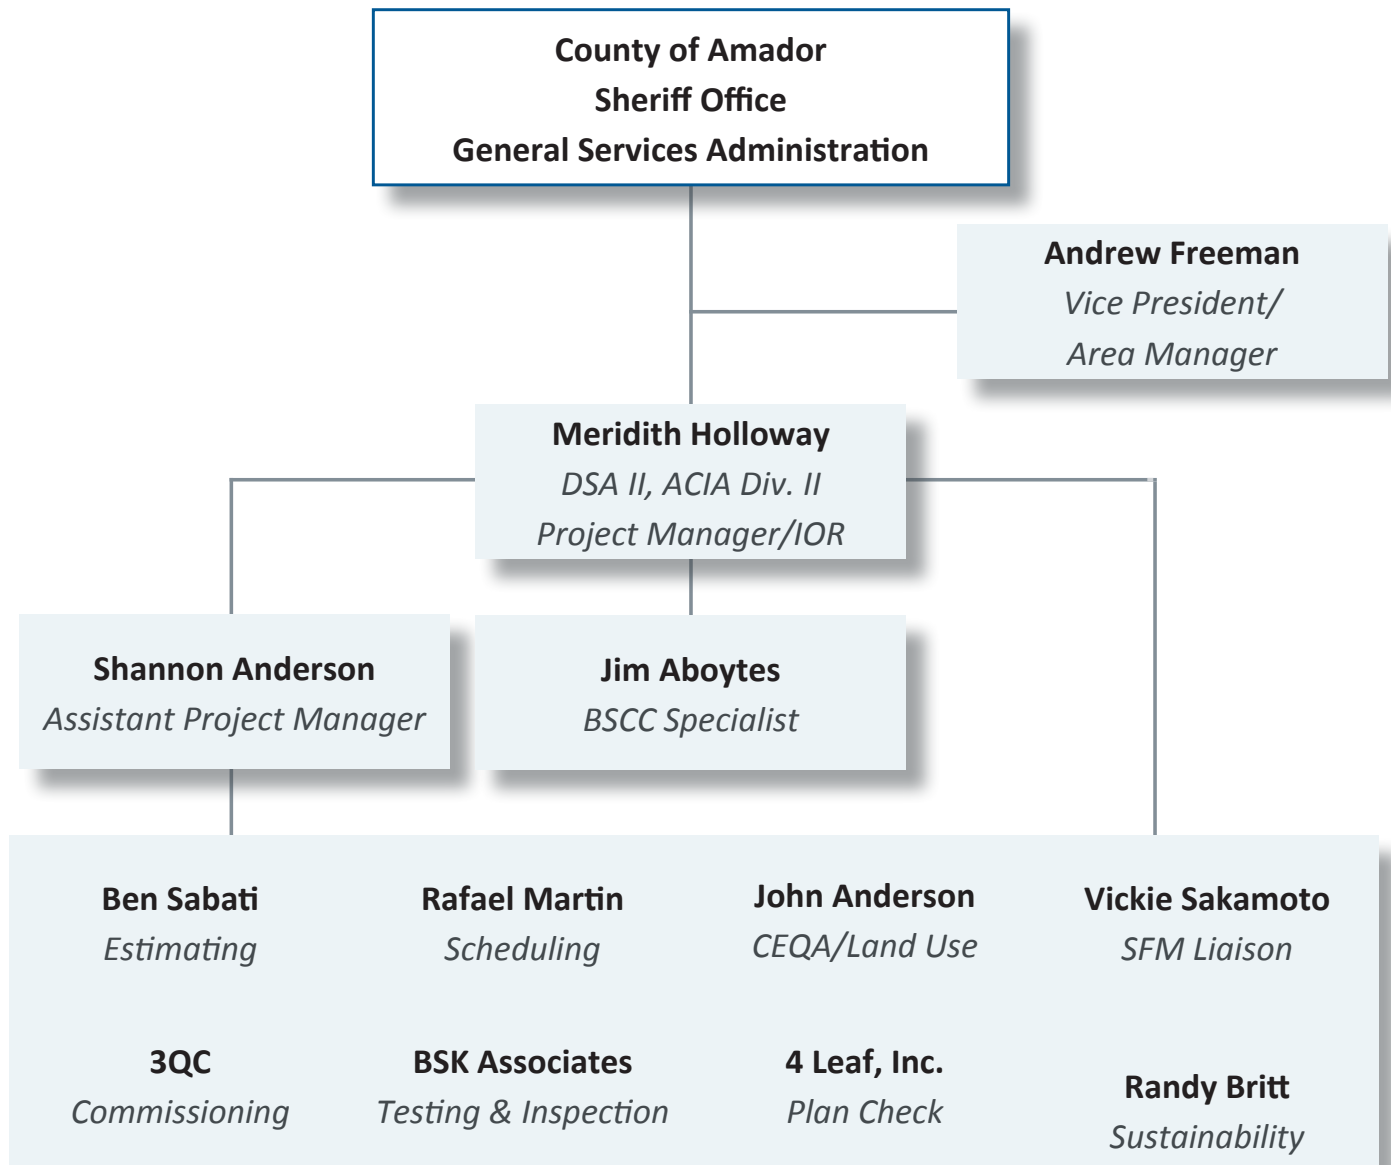 County of Amador
Sheriff Office
General Services Administration
Andrew Freeman
Vice President/
Area Manager
Meridith Holloway
DSA II, ACIA Div. II
Project Manager/IOR
Shannon Anderson
Assistant Project Manager
Jim Aboytes
BSCC Specialist
Ben Sabati
Estimating
Rafael Martin
Scheduling
John Anderson
CEQA/Land Use
Vickie Sakamoto
SFM Liaison
3QC
Commissioning
BSK Associates
Testing & Inspection
4 Leaf, Inc.
Plan Check
Randy Britt
Sustainability